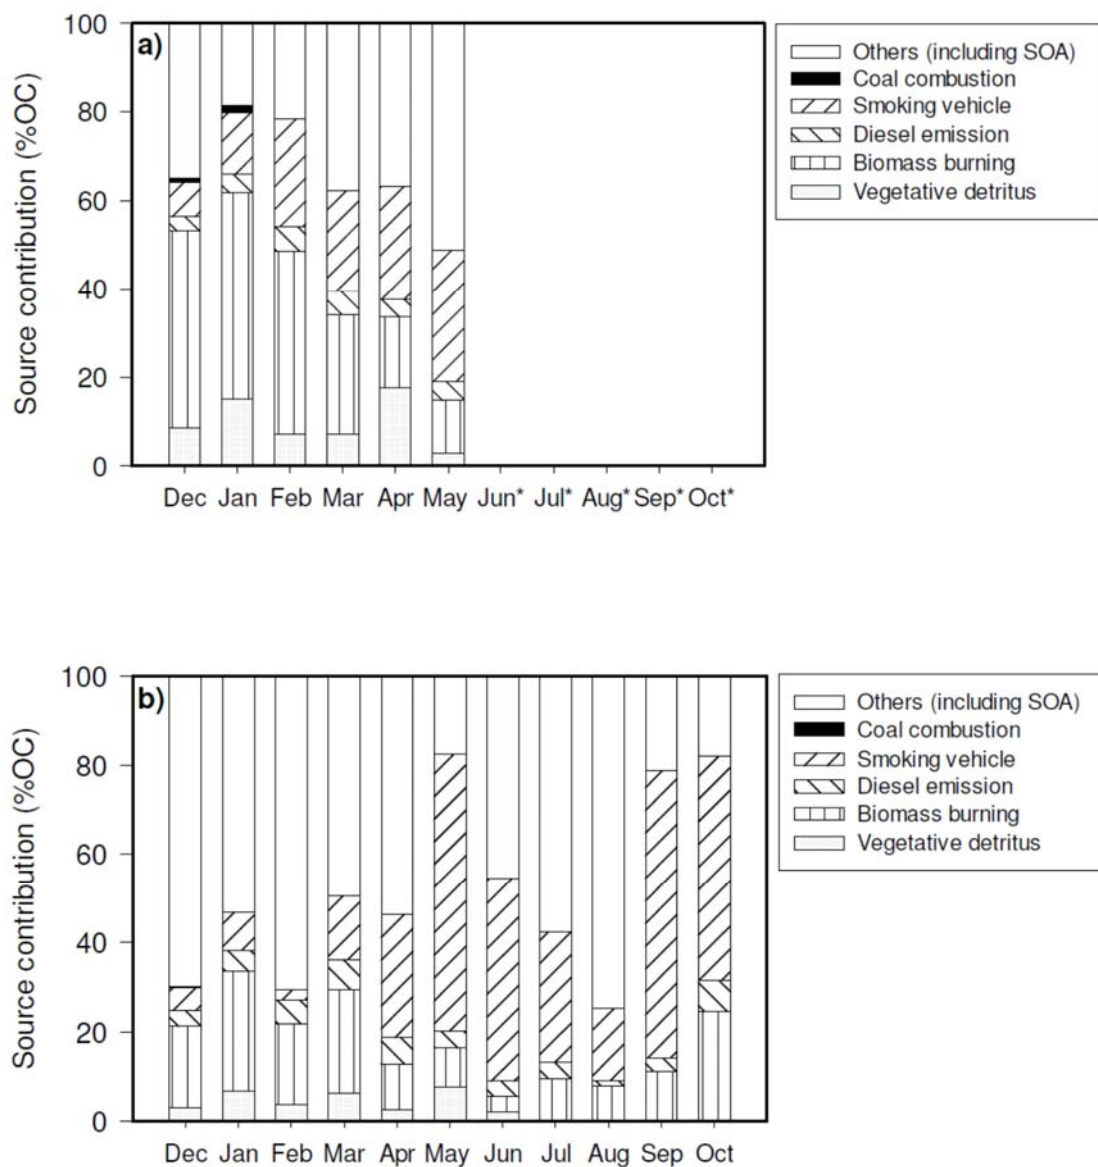 a)
Source contribution (%OC)
100
80
60
40
20
0
Dec Jan Feb Mar Apr May Jun* Jul* Aug* Sep* Oct*
Others (including SOA)
Coal combustion
Smoking vehicle
Diesel emission
Biomass burning
Vegetative detritus
b)
Source contribution (%OC)
100
80
60
40
20
0
Dec Jan Feb Mar Apr May Jun Jul Aug Sep Oct
Others (including SOA)
Coal combustion
Smoking vehicle
Diesel emission
Biomass burning
Vegetative detritus